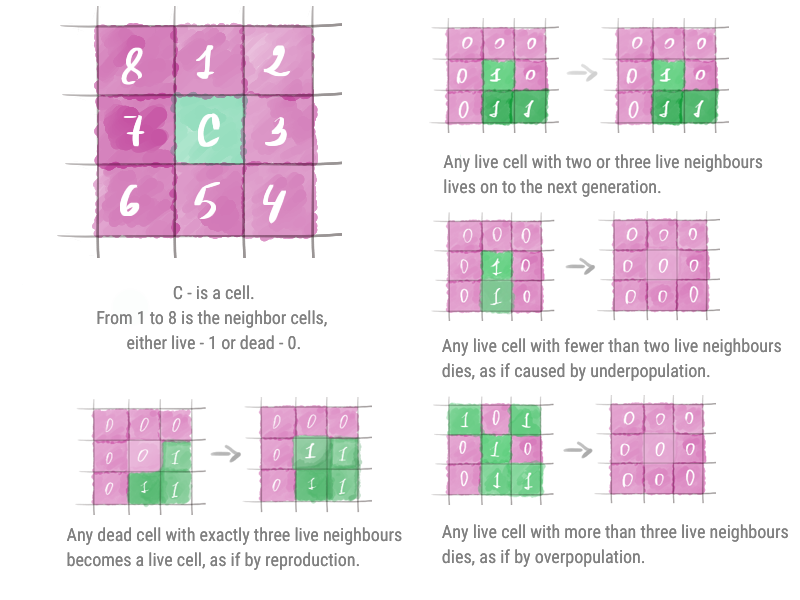 8 1 2
7 C 3
6 5 4
C - is a cell.
From 1 to 8 is the neighbor cells,
either live - 1 or dead - 0.
0 0 0
0 0 1
0 1 1
0 0 0
0 1 1
0 1 1
Any dead cell with exactly three live neighbours
becomes a live cell, as if by reproduction.
0 0 0
0 1 0
0 1 1
0 0 0
0 1 0
0 1 1
Any live cell with two or three live neighbours
lives on to the next generation.
0 0 0
0 1 0
0 1 0
0 0 0
0 0 0
0 0 0
Any live cell with fewer than two live neighbours
dies, as if caused by underpopulation.
1 0 1
0 1 0
0 1 1
0 0 0
0 0 0
0 0 0
Any live cell with more than three live neighbours
dies, as if by overpopulation.